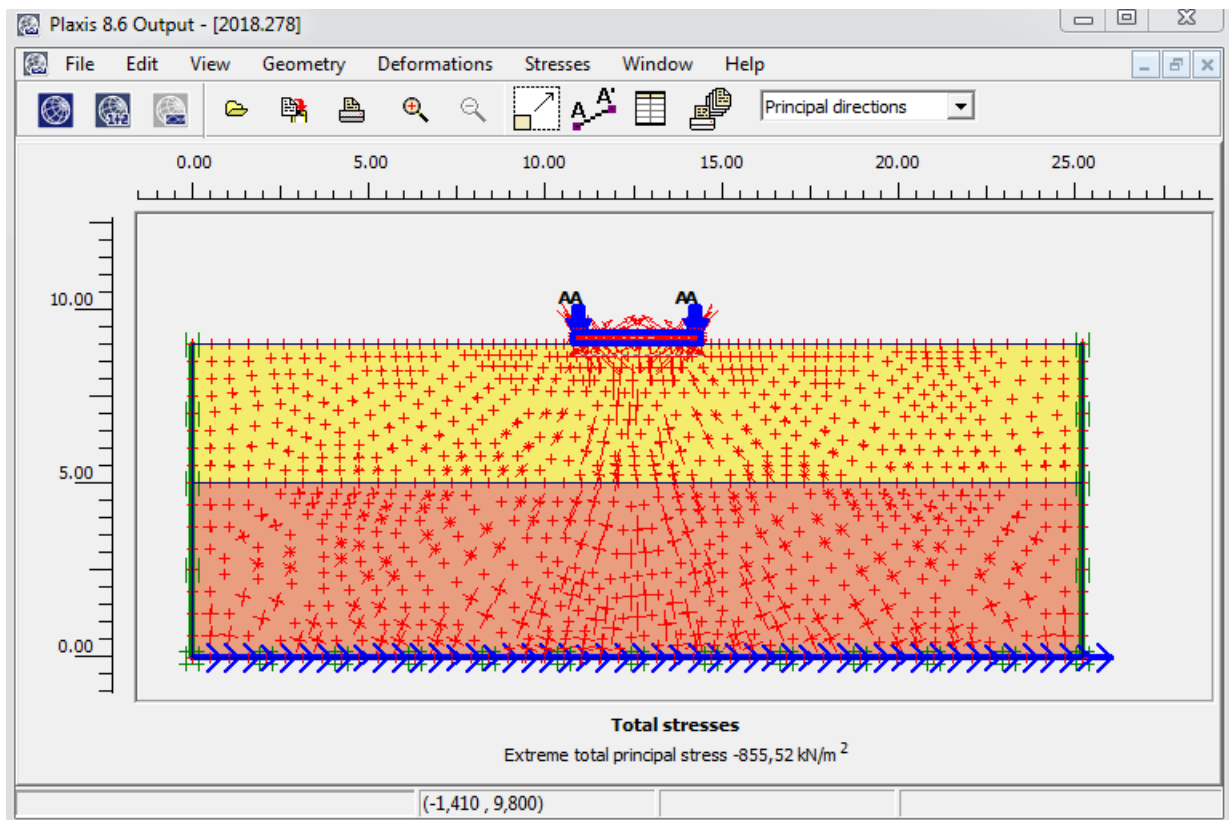 Plaxis 8.6 Output - [2018.278]
File Edit View Geometry Deformations Stresses Window Help
A A' Principal directions
0.00 5.00 10.00 15.00 20.00 25.00
10.00
AA AA
5.00
0.00
Total stresses
Extreme total principal stress -855,52 kN/m 2
(-1,410 , 9,800)